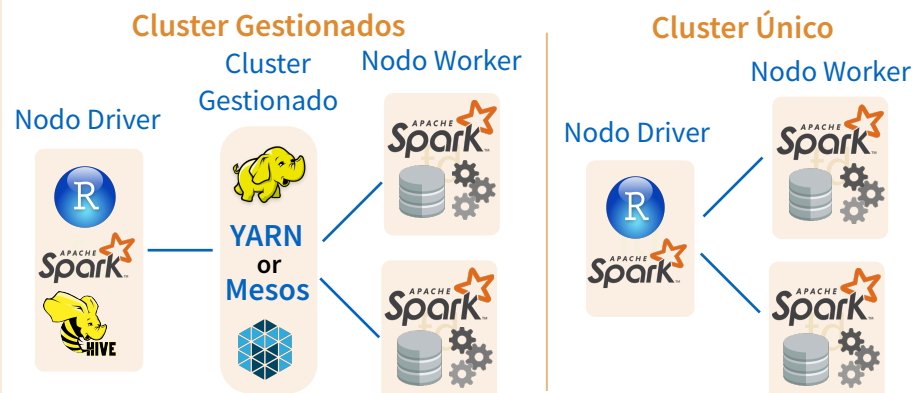 Cluster Gestionados
Cluster
Gestionado
Nodo Worker
Nodo Driver
R
APACHE
Spark
HIVE
YARN
or
Mesos
APACHE
Spark
APACHE
Spark
Cluster Único
Nodo Worker
Nodo Driver
R
APACHE
Spark
APACHE
Spark
APACHE
Spark